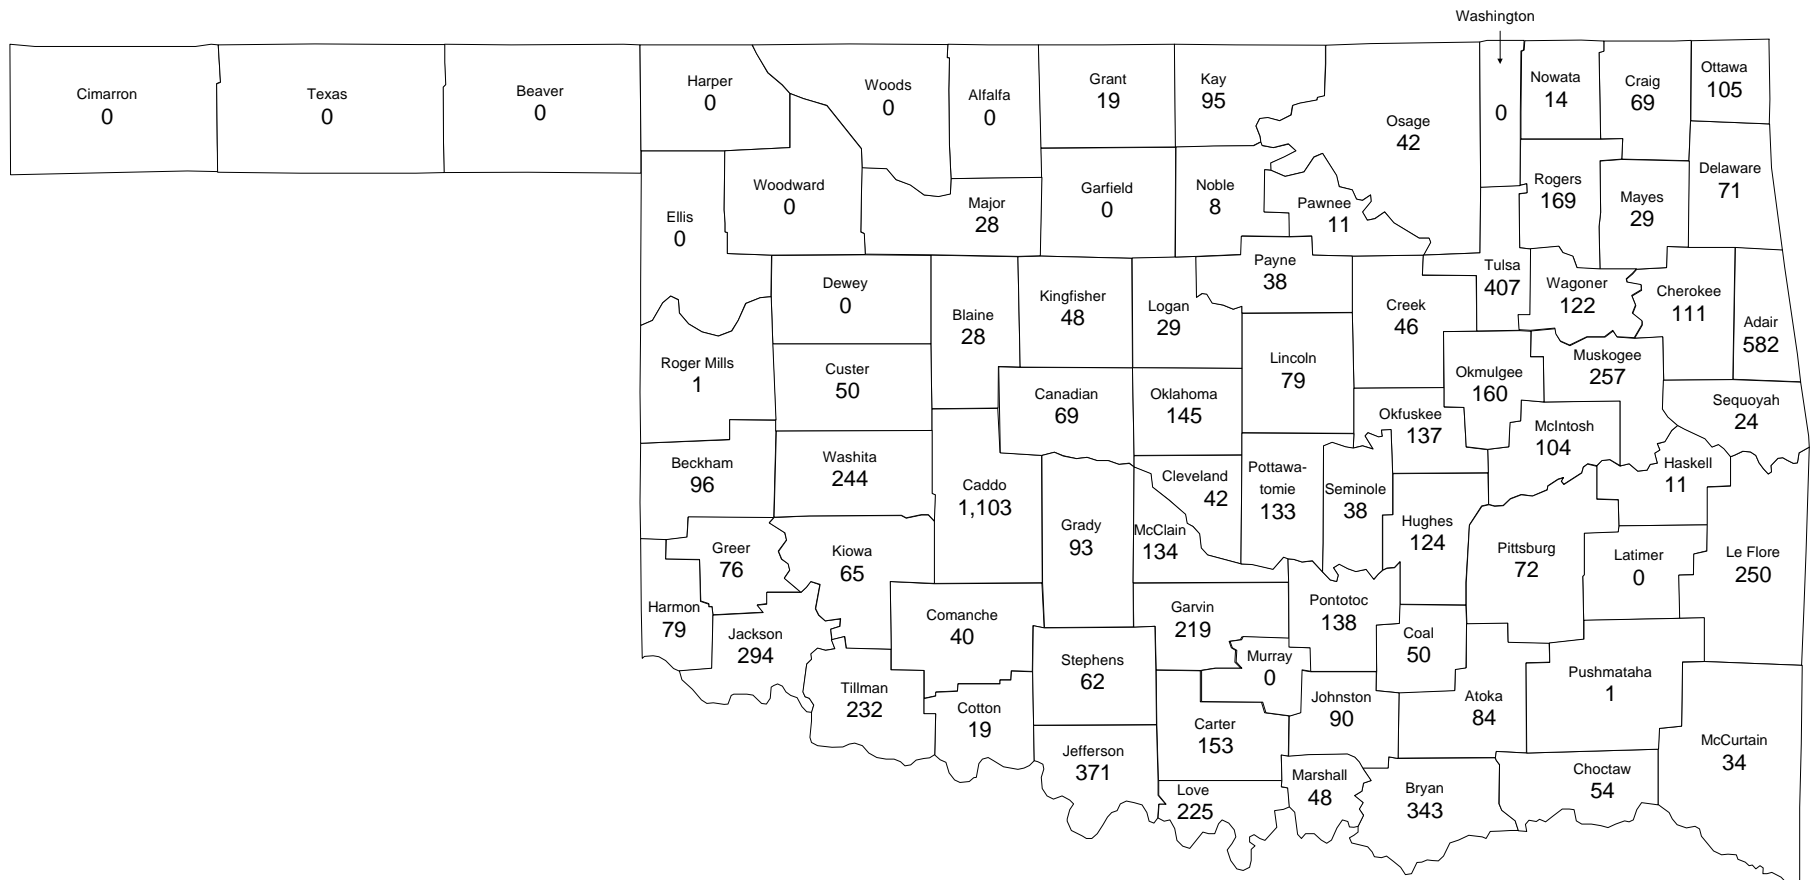 Washington
0
Cimarron
0
Texas
0
Beaver
0
Harper
0
Woods
0
Alfalfa
0
Grant
19
Kay
95
Osage
42
Nowata
14
Craig
69
Ottawa
105
Ellis
0
Woodward
0
Major
28
Garfield
0
Noble
8
Pawnee
11
Rogers
169
Mayes
29
Delaware
71
Dewey
0
Blaine
28
Kingfisher
48
Logan
29
Payne
38
Creek
46
Tulsa
407
Wagoner
122
Cherokee
111
Adair
582
Roger Mills
1
Custer
50
Canadian
69
Oklahoma
145
Lincoln
79
Okfuskee
137
Okmulgee
160
Muskogee
257
McIntosh
104
Sequoyah
24
Beckham
96
Washita
244
Caddo
1,103
Grady
93
McClain
134
Cleveland
42
Pottawa-
tomie
133
Seminole
38
Hughes
124
Pittsburg
72
Haskell
11
Latimer
0
Le Flore
250
Harmon
79
Greer
76
Jackson
294
Kiowa
65
Comanche
40
Tillman
232
Cotton
19
Stephens
62
Jefferson
371
Garvin
219
Murray
0
Carter
153
Love
225
Pontotoc
138
Johnston
90
Marshall
48
Coal
50
Atoka
84
Bryan
343
Pushmataha
1
Choctaw
54
McCurtain
34